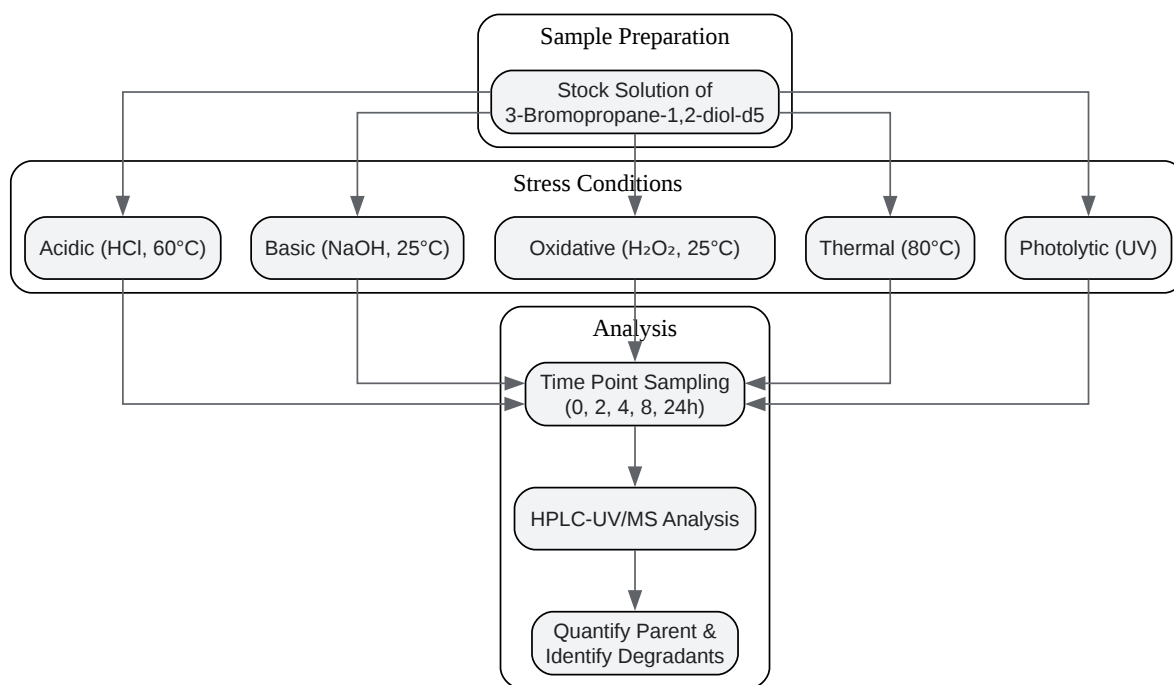 Sample Preparation
Stock Solution of
3-Bromopropane-1,2-diol-d5
Stress Conditions
Acidic (HCl, 60°C)
Basic (NaOH, 25°C)
Oxidative (H₂O₂, 25°C)
Thermal (80°C)
Photolytic (UV)
Analysis
Time Point Sampling
(0, 2, 4, 8, 24h)
HPLC-UV/MS Analysis
Quantify Parent &
Identify Degradants